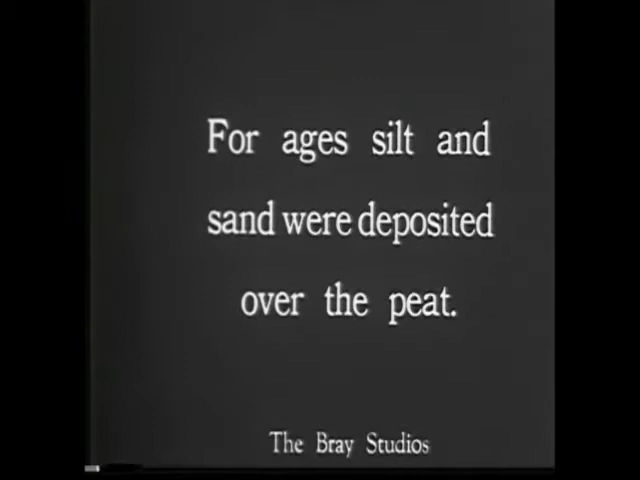 For ages silt and
sand were deposited
over the peat.
The Bray Studios